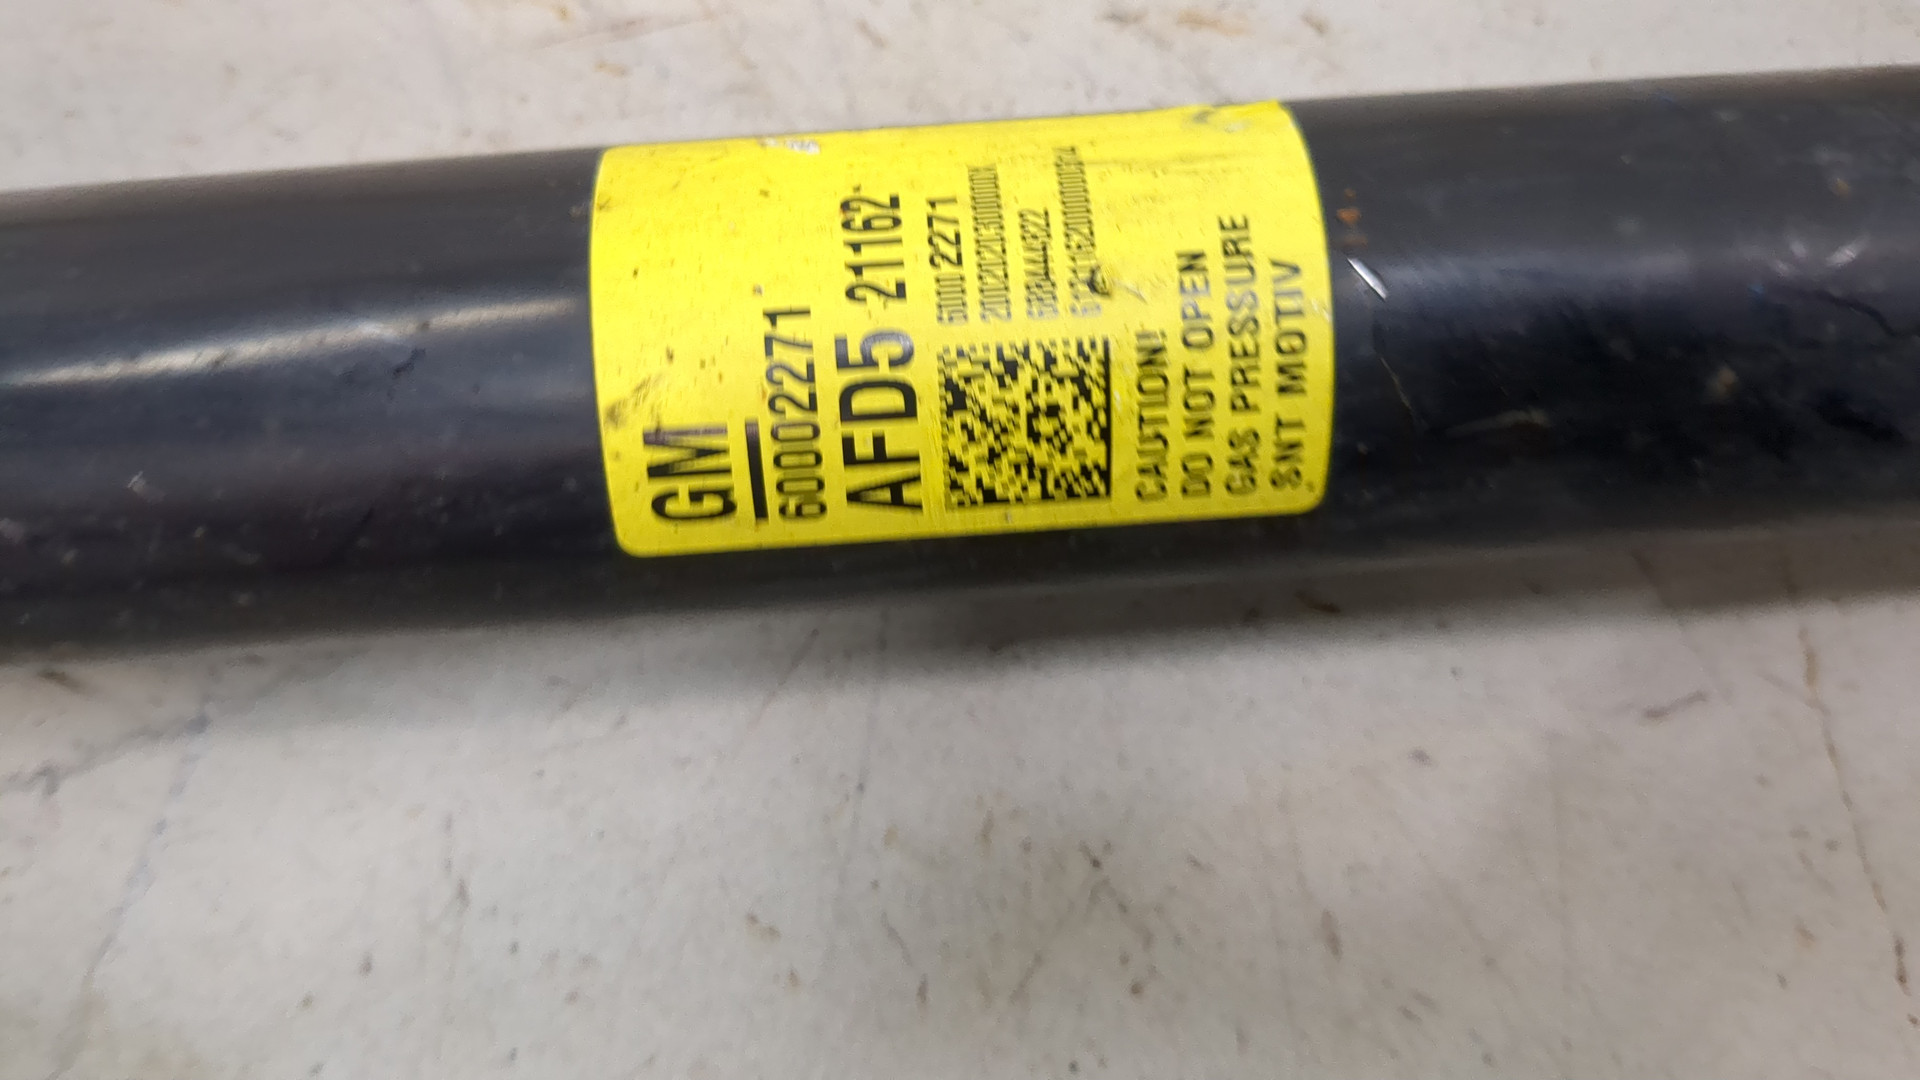 GM
60002271
AFD5 21162
60002271
CAUTION!
DO NOT OPEN
GAS PRESSURE
SNT MOTIV